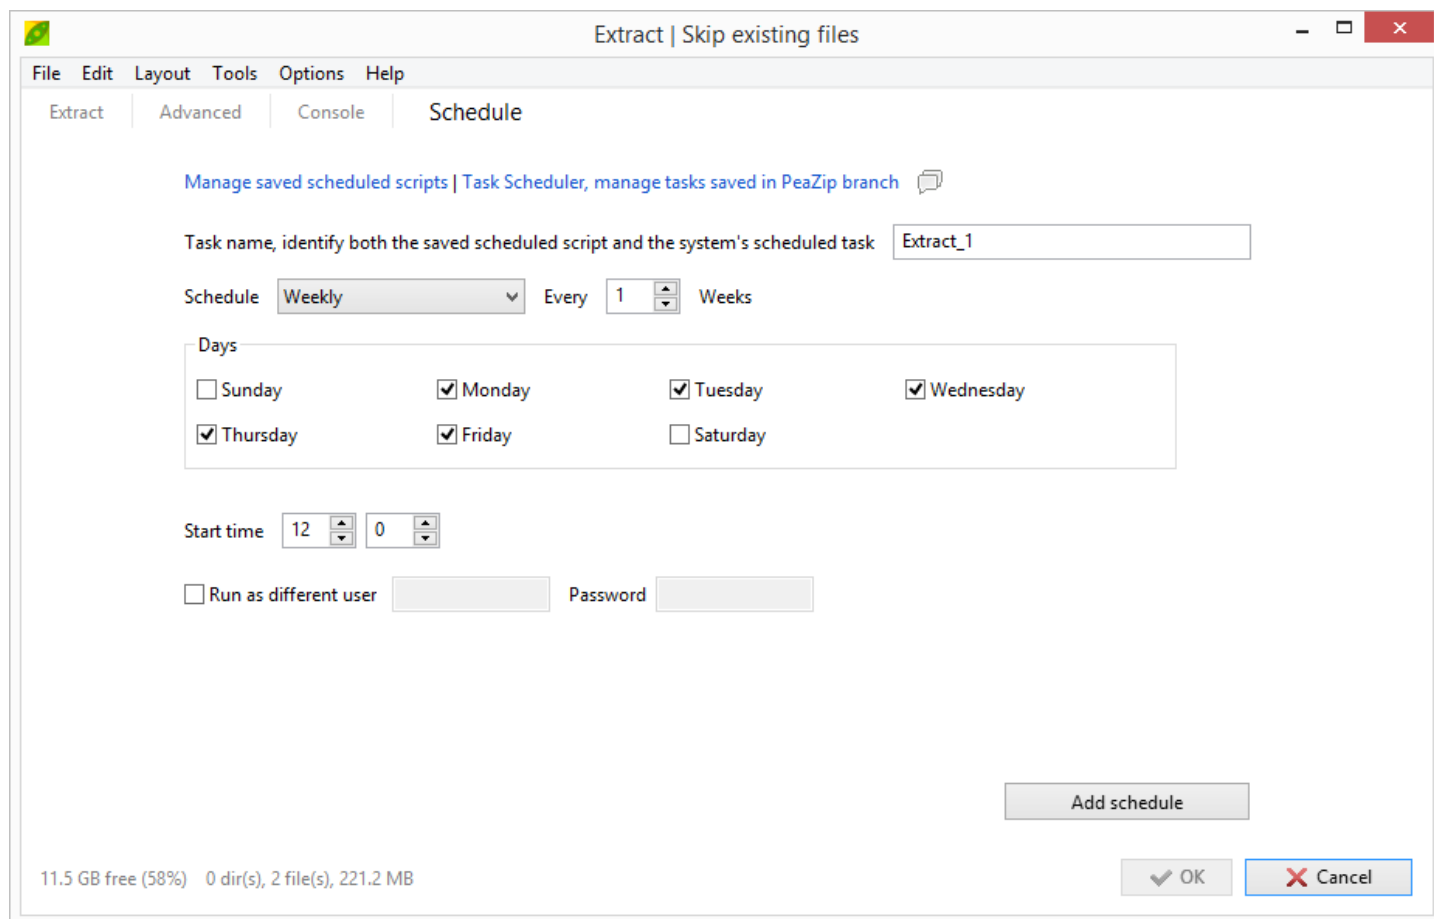 Extract | Skip existing files
File Edit Layout Tools Options Help
Extract Advanced Console Schedule
Manage saved scheduled scripts | Task Scheduler, manage tasks saved in PeaZip branch
Task name, identify both the saved scheduled script and the system's scheduled task Extract_1
Schedule Weekly Every 1 Weeks
Days
Sunday Monday Tuesday Wednesday
Thursday Friday Saturday
Start time 12 0
Run as different user Password
Add schedule
11.5 GB free (58%) 0 dir(s), 2 file(s), 221.2 MB OK Cancel